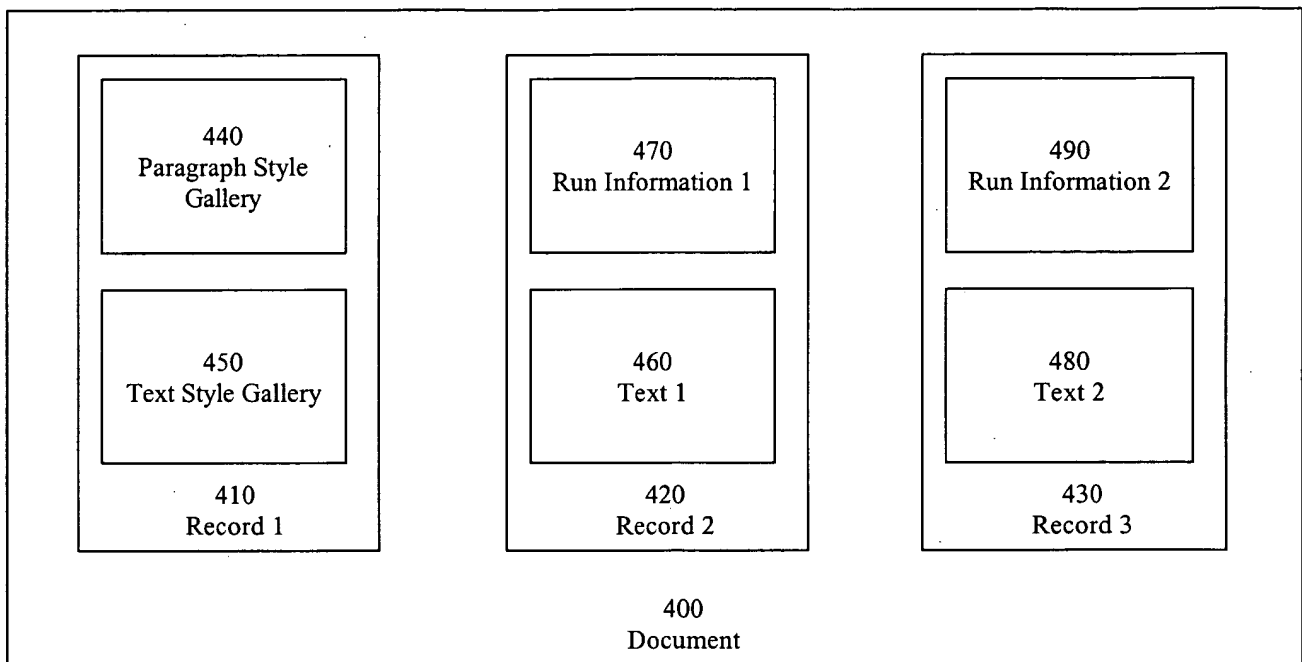 440
Paragraph Style
Gallery
450
Text Style Gallery
410
Record 1
470
Run Information 1
460
Text 1
420
Record 2
490
Run Information 2
480
Text 2
430
Record 3
400
Document